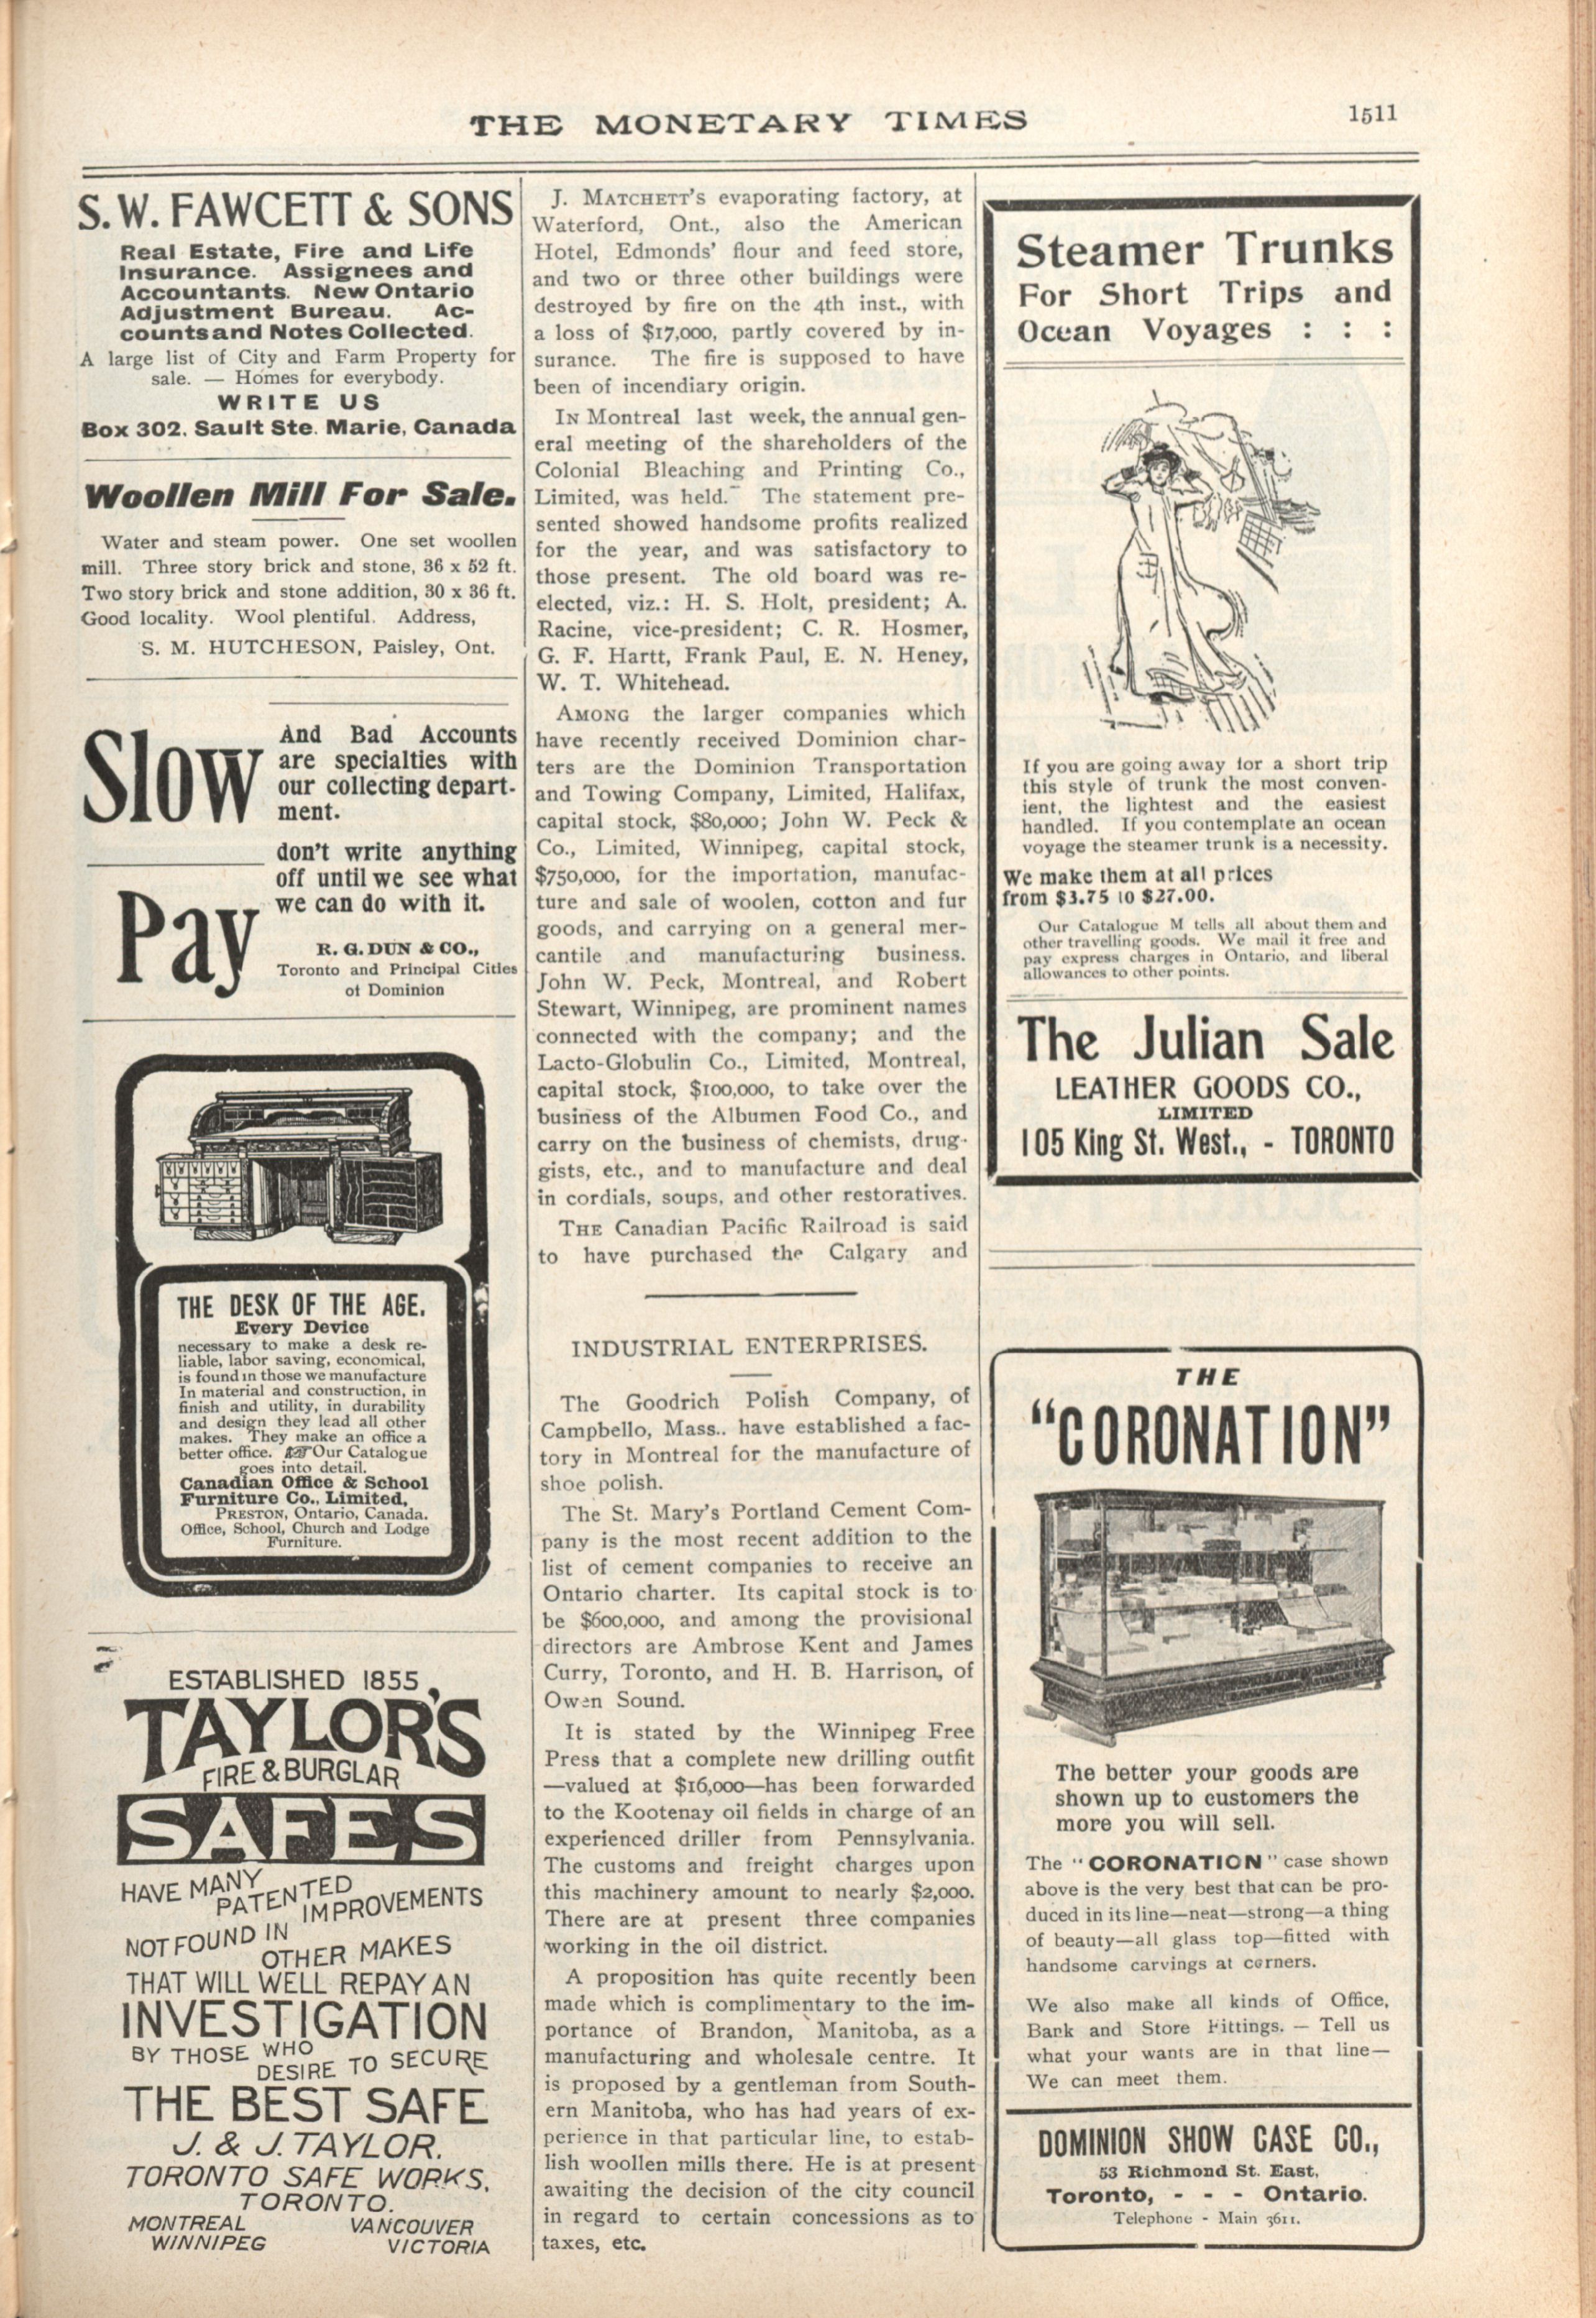 THE MONETARY TIMES
1511
S. W. FAWCETT & SONS
Real Estate, Fire and Life
Insurance. Assignees and
Accountants. New Ontario
Adjustment Bureau. Ac-
counts and Notes Collected.
A large list of City and Farm Property for
sale. — Homes for everybody.
WRITE US
Box 302, Sault Ste. Marie, Canada
Woollen Mill For Sale.
Water and steam power. One set woollen
mill. Three story brick and stone, 36 x 52 ft.
Two story brick and stone addition, 30 x 36 ft.
Good locality. Wool plentiful. Address,
S. M. HUTCHESON, Paisley, Ont.
Slow
And Bad Accounts
are specialties with
our collecting depart-
ment.
Pay
don't write anything
off until we see what
we can do with it.
R. G. DUN & CO.,
Toronto and Principal Cities
of Dominion
THE DESK OF THE AGE.
Every Device
necessary to make a desk re-
liable, labor saving, economical,
is found in those we manufacture
In material and construction, in
finish and utility, in durability
and design they lead all other
makes. They make an office a
better office. Our Catalogue
goes into detail.
Canadian Office & School
Furniture Co., Limited,
PRESTON, Ontario, Canada.
Office, School, Church and Lodge
Furniture.
ESTABLISHED 1855
TAYLOR'S
FIRE & BURGLAR
SAFES
HAVE MANY
PATENTED
IMPROVEMENTS
NOT FOUND IN
OTHER MAKES
THAT WILL WELL REPAY AN
INVESTIGATION
BY THOSE WHO
DESIRE TO SECURE
THE BEST SAFE
J. & J. TAYLOR.
TORONTO SAFE WORKS,
TORONTO.
MONTREAL VANCOUVER
WINNIPEG VICTORIA
J. MATCHETT'S evaporating factory, at
Waterford, Ont., also the American
Hotel, Edmonds' flour and feed store,
and two or three other buildings were
destroyed by fire on the 4th inst., with
a loss of $17,000, partly covered by in-
surance. The fire is supposed to have
been of incendiary origin.
IN Montreal last week, the annual gen-
eral meeting of the shareholders of the
Colonial Bleaching and Printing Co.,
Limited, was held. The statement pre-
sented showed handsome profits realized
for the year, and was satisfactory to
those present. The old board was re-
elected, viz.: H. S. Holt, president; A.
Racine, vice-president; C. R. Hosmer,
G. F. Hartt, Frank Paul, E. N. Heney,
W. T. Whitehead.
AMONG the larger companies which
have recently received Dominion char-
ters are the Dominion Transportation
and Towing Company, Limited, Halifax,
capital stock, $80,000; John W. Peck &
Co., Limited, Winnipeg, capital stock,
$750,000, for the importation, manufac-
ture and sale of woolen, cotton and fur
goods, and carrying on a general mer-
cantile and manufacturing business.
John W. Peck, Montreal, and Robert
Stewart, Winnipeg, are prominent names
connected with the company; and the
Lacto-Globulin Co., Limited, Montreal,
capital stock, $100,000, to take over the
business of the Albumen Food Co., and
carry on the business of chemists, drug-
gists, etc., and to manufacture and deal
in cordials, soups, and other restoratives.
THE Canadian Pacific Railroad is said
to have purchased the Calgary and
INDUSTRIAL ENTERPRISES.
The Goodrich Polish Company, of
Campbello, Mass.. have established a fac-
tory in Montreal for the manufacture of
shoe polish.
The St. Mary's Portland Cement Com-
pany is the most recent addition to the
list of cement companies to receive an
Ontario charter. Its capital stock is to
be $600,000, and among the provisional
directors are Ambrose Kent and James
Curry, Toronto, and H. B. Harrison, of
Owen Sound.
It is stated by the Winnipeg Free
Press that a complete new drilling outfit
—valued at $16,000—has been forwarded
to the Kootenay oil fields in charge of an
experienced driller from Pennsylvania.
The customs and freight charges upon
this machinery amount to nearly $2,000.
There are at present three companies
working in the oil district.
A proposition has quite recently been
made which is complimentary to the im-
portance of Brandon, Manitoba, as a
manufacturing and wholesale centre. It
is proposed by a gentleman from South-
ern Manitoba, who has had years of ex-
perience in that particular line, to estab-
lish woollen mills there. He is at present
awaiting the decision of the city council
in regard to certain concessions as to
taxes, etc.
Steamer Trunks
For Short Trips and
Ocean Voyages : : :
If you are going away for a short trip
this style of trunk the most conven-
ient, the lightest and the easiest
handled. If you contemplate an ocean
voyage the steamer trunk is a necessity.
We make them at all prices
from $3.75 to $27.00.
Our Catalogue M tells all about them and
other travelling goods. We mail it free and
pay express charges in Ontario, and liberal
allowances to other points.
The Julian Sale
LEATHER GOODS CO.,
LIMITED
105 King St. West., - TORONTO
THE
"CORONATION"
The better your goods are
shown up to customers the
more you will sell.
The "CORONATION" case shown
above is the very best that can be pro-
duced in its line—neat—strong—a thing
of beauty—all glass top—fitted with
handsome carvings at corners.
We also make all kinds of Office,
Bank and Store Fittings. — Tell us
what your wants are in that line—
We can meet them.
DOMINION SHOW CASE CO.,
53 Richmond St. East,
Toronto, - - - Ontario.
Telephone - Main 3611.